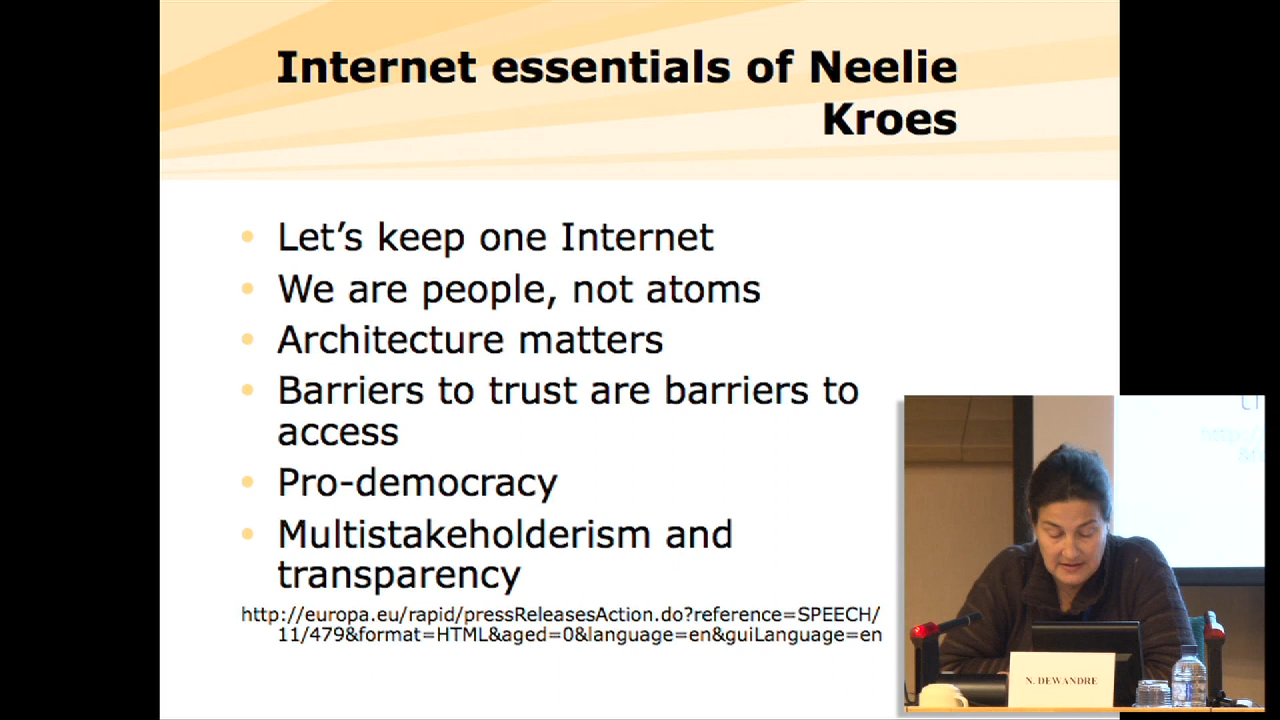 Internet essentials of Neelie
Kroes
• Let’s keep one Internet
• We are people, not atoms
• Architecture matters
• Barriers to trust are barriers to
access
• Pro-democracy
• Multistakeholderism and
transparency
http://europa.eu/rapid/pressReleasesAction.do?reference=SPEECH/
11/479&format=HTML&aged=0&language=en&guiLanguage=en
N. DEWANDRE